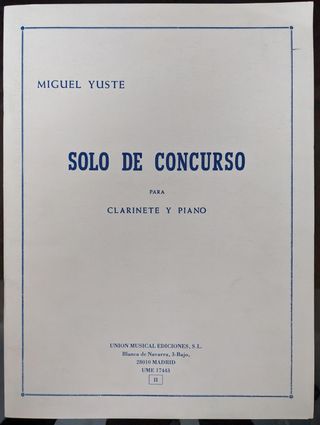 MIGUEL YUSTE
SOLO DE CONCURSO
PARA
CLARINETE Y PIANO
UNION MUSICAL EDICIONES, S.L.
Blanca de Navarra, 3-Bajo,
28010 MADRID
UME 17443
II